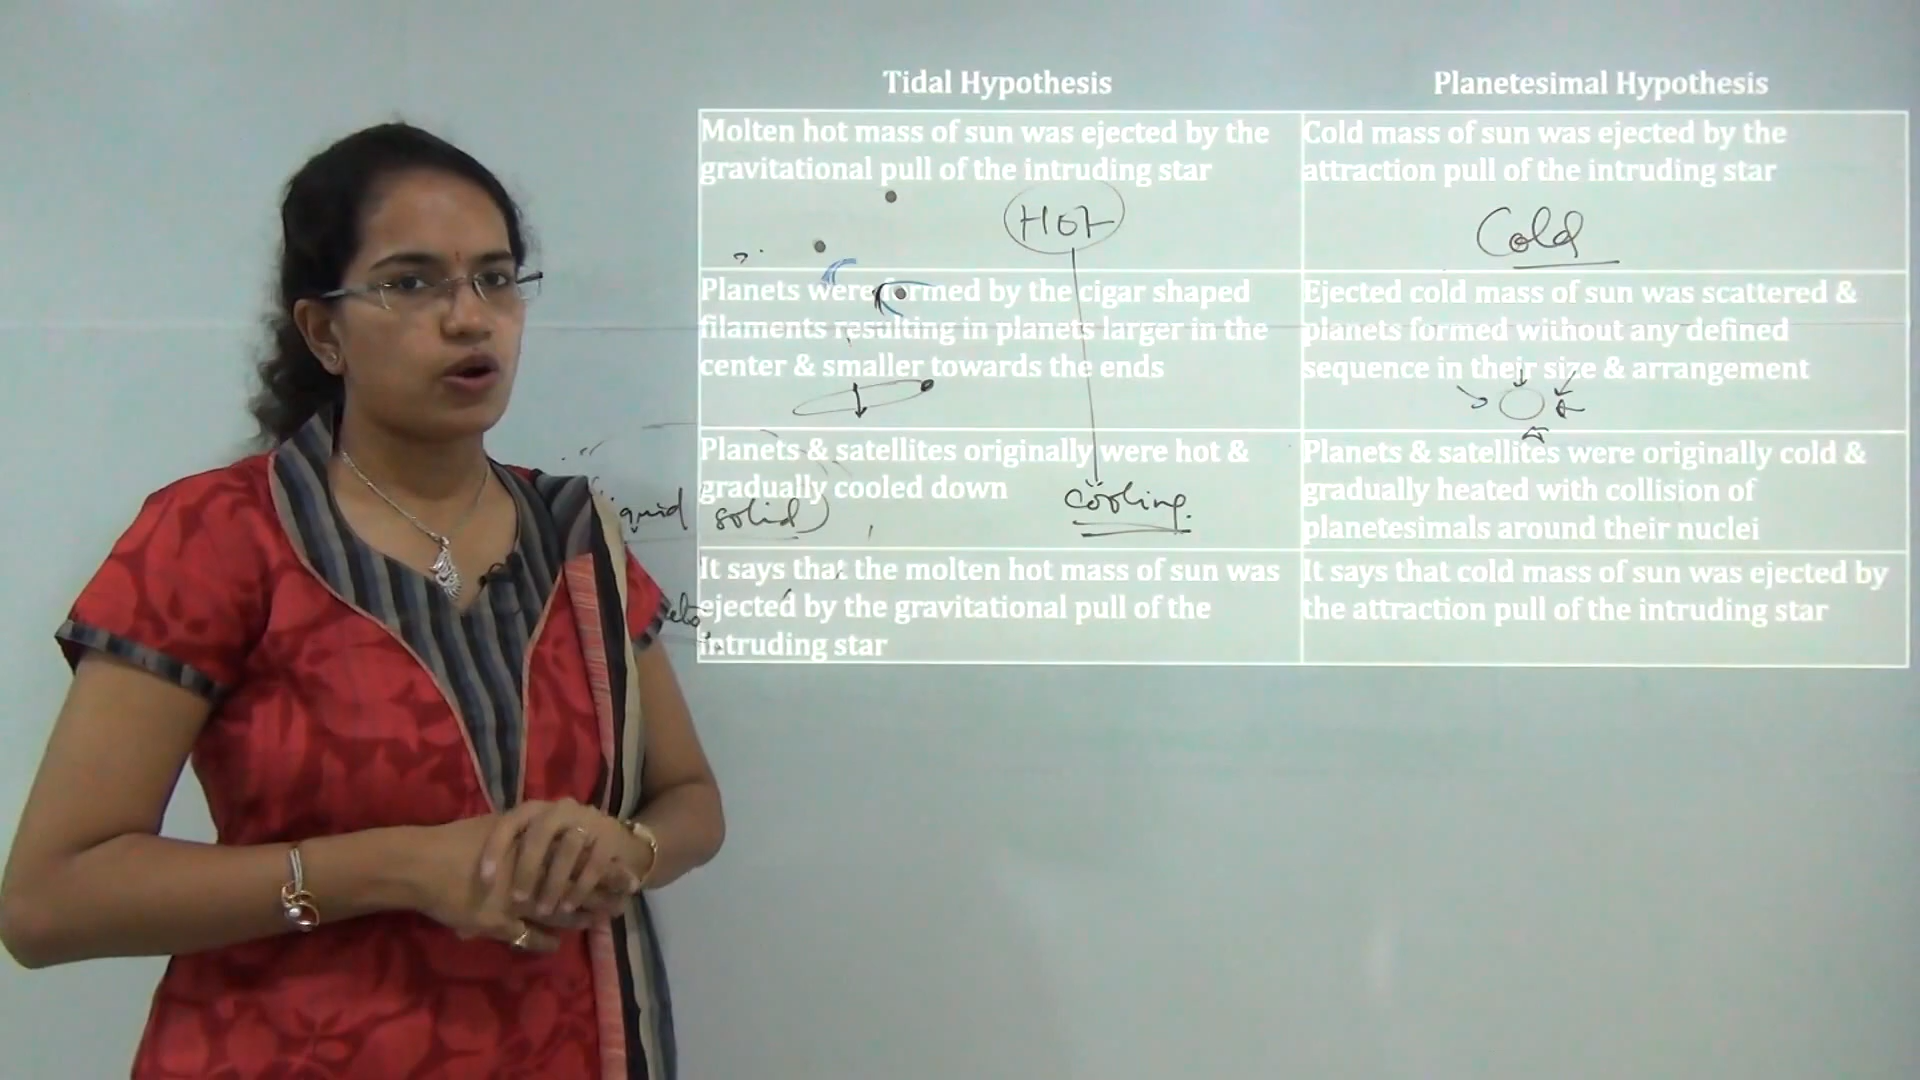 Tidal Hypothesis
Planetesimal Hypothesis
Molten hot mass of sun was ejected by the
gravitational pull of the intruding star
Hot
Cold mass of sun was ejected by the
attraction pull of the intruding star
Cold
Planets were formed by the cigar shaped
filaments resulting in planets larger in the
center & smaller towards the ends
Ejected cold mass of sun was scattered &
planets formed without any defined
sequence in their size & arrangement
Planets & satellites originally were hot &
gradually cooled down
solid)
cooling.
Planets & satellites were originally cold &
gradually heated with collision of
planetesimals around their nuclei
It says that the molten hot mass of sun was
ejected by the gravitational pull of the
intruding star
It says that cold mass of sun was ejected by
the attraction pull of the intruding star